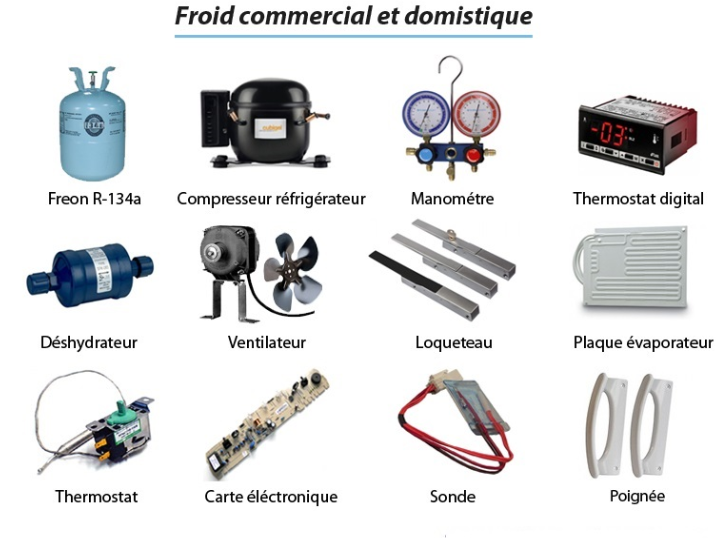 Froid commercial et domistique
Freon R-134a
Compresseur réfrigérateur
Manométre
Thermostat digital
-03
Déshydrateur
Ventilateur
Loqueteau
Plaque évaporateur
Thermostat
Carte éléctronique
Sonde
Poignée